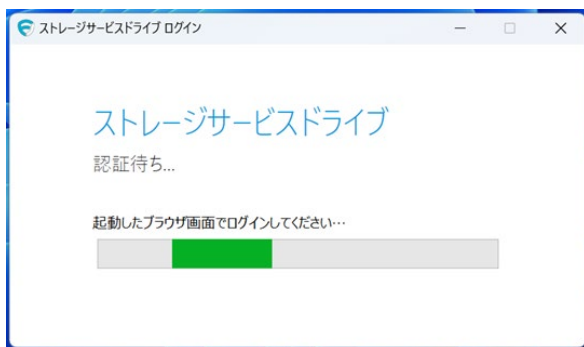 ストレージサービスドライブ ログイン
ストレージサービスドライブ
認証待ち...
起動したブラウザ画面でログインしてください…